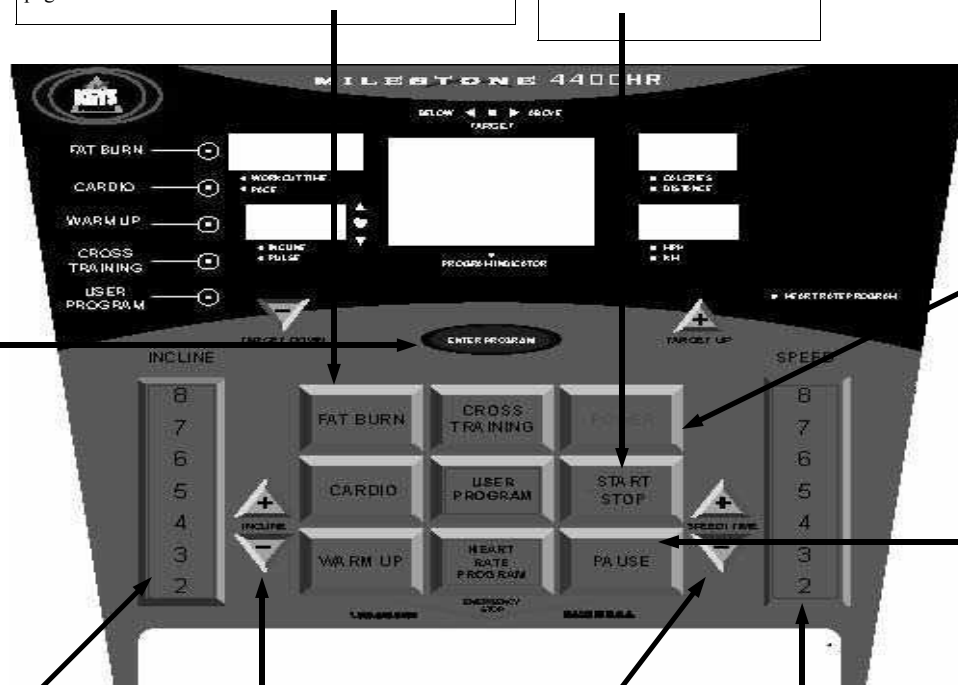 MILESTONE 4400HR
KEYS
BELOW ABOVE
TARGET
FAT BURN
CARDIO
WARM UP
CROSS
TRAINING
USER
PROGRAM
WORKOUT TIME
PACE
INCLINE
PULSE
PROGRAM INDICATOR
CALORIES
DISTANCE
MPH
KM
HEART RATE PROGRAM
TARGET DOWN
ENTER PROGRAM
TARGET UP
INCLINE
8
7
6
5
4
3
2
INCLINE
FAT BURN
CROSS
TRAINING
POWER
CARDIO
USER
PROGRAM
START
STOP
WARM UP
HEART
RATE
PROGRAM
PAUSE
EMERGENCY
STOP
SPEED/TIME
SPEED
8
7
6
5
4
3
2